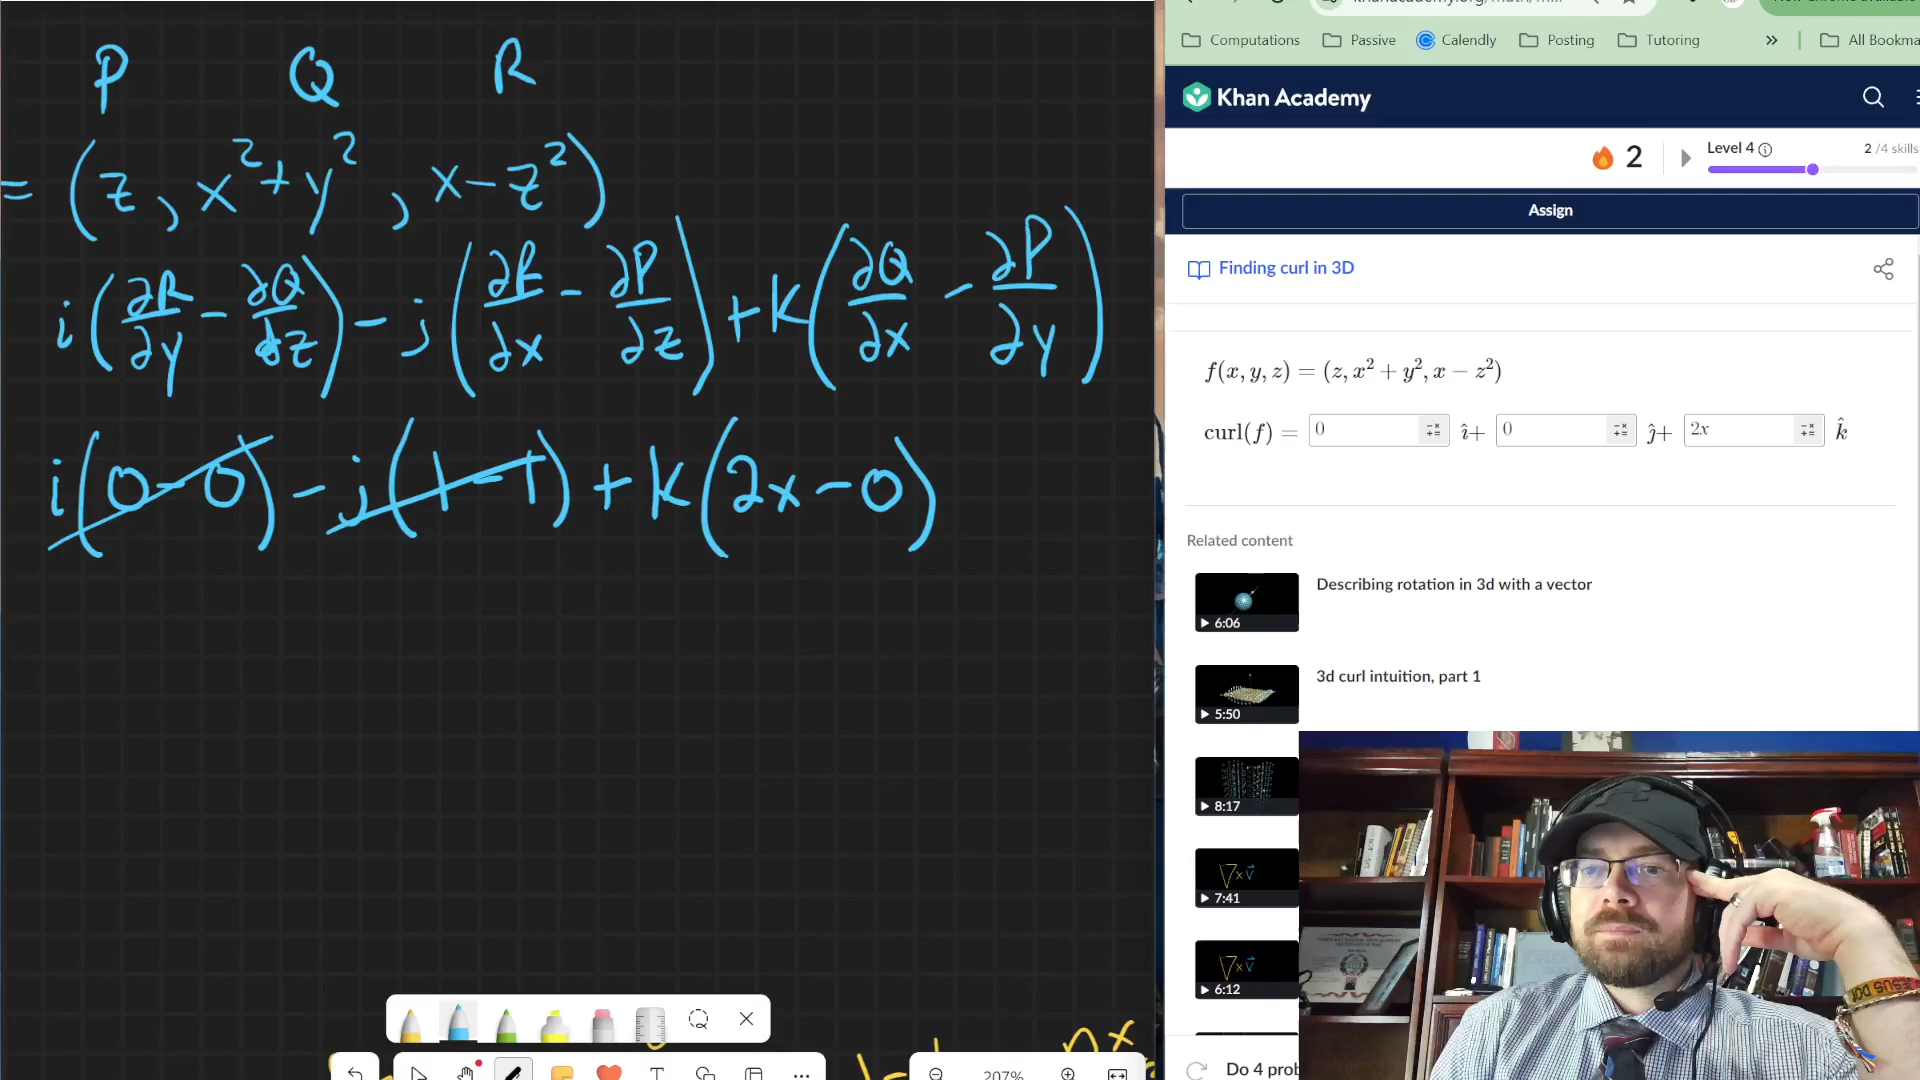 P Q R
= (z, x²+y², x−z²)
i(∂R/∂y − ∂Q/∂z) − j(∂R/∂x − ∂P/∂z) + k(∂Q/∂x − ∂P/∂y)
i(0−0) − j(1−1) + k(2x−0)
nx
207%
Computations Passive Calendly Posting Tutoring » All Bookma
Khan Academy
2 Level 4 2 /4 skills
Assign
Finding curl in 3D
f(x, y, z) = (z, x² + y², x − z²)
curl(f) = 0 î+ 0 ĵ+ 2x k̂
Related content
Describing rotation in 3d with a vector
6:06
3d curl intuition, part 1
5:50
8:17
▽×v⃗
7:41
▽×v⃗
6:12
Do 4 prob